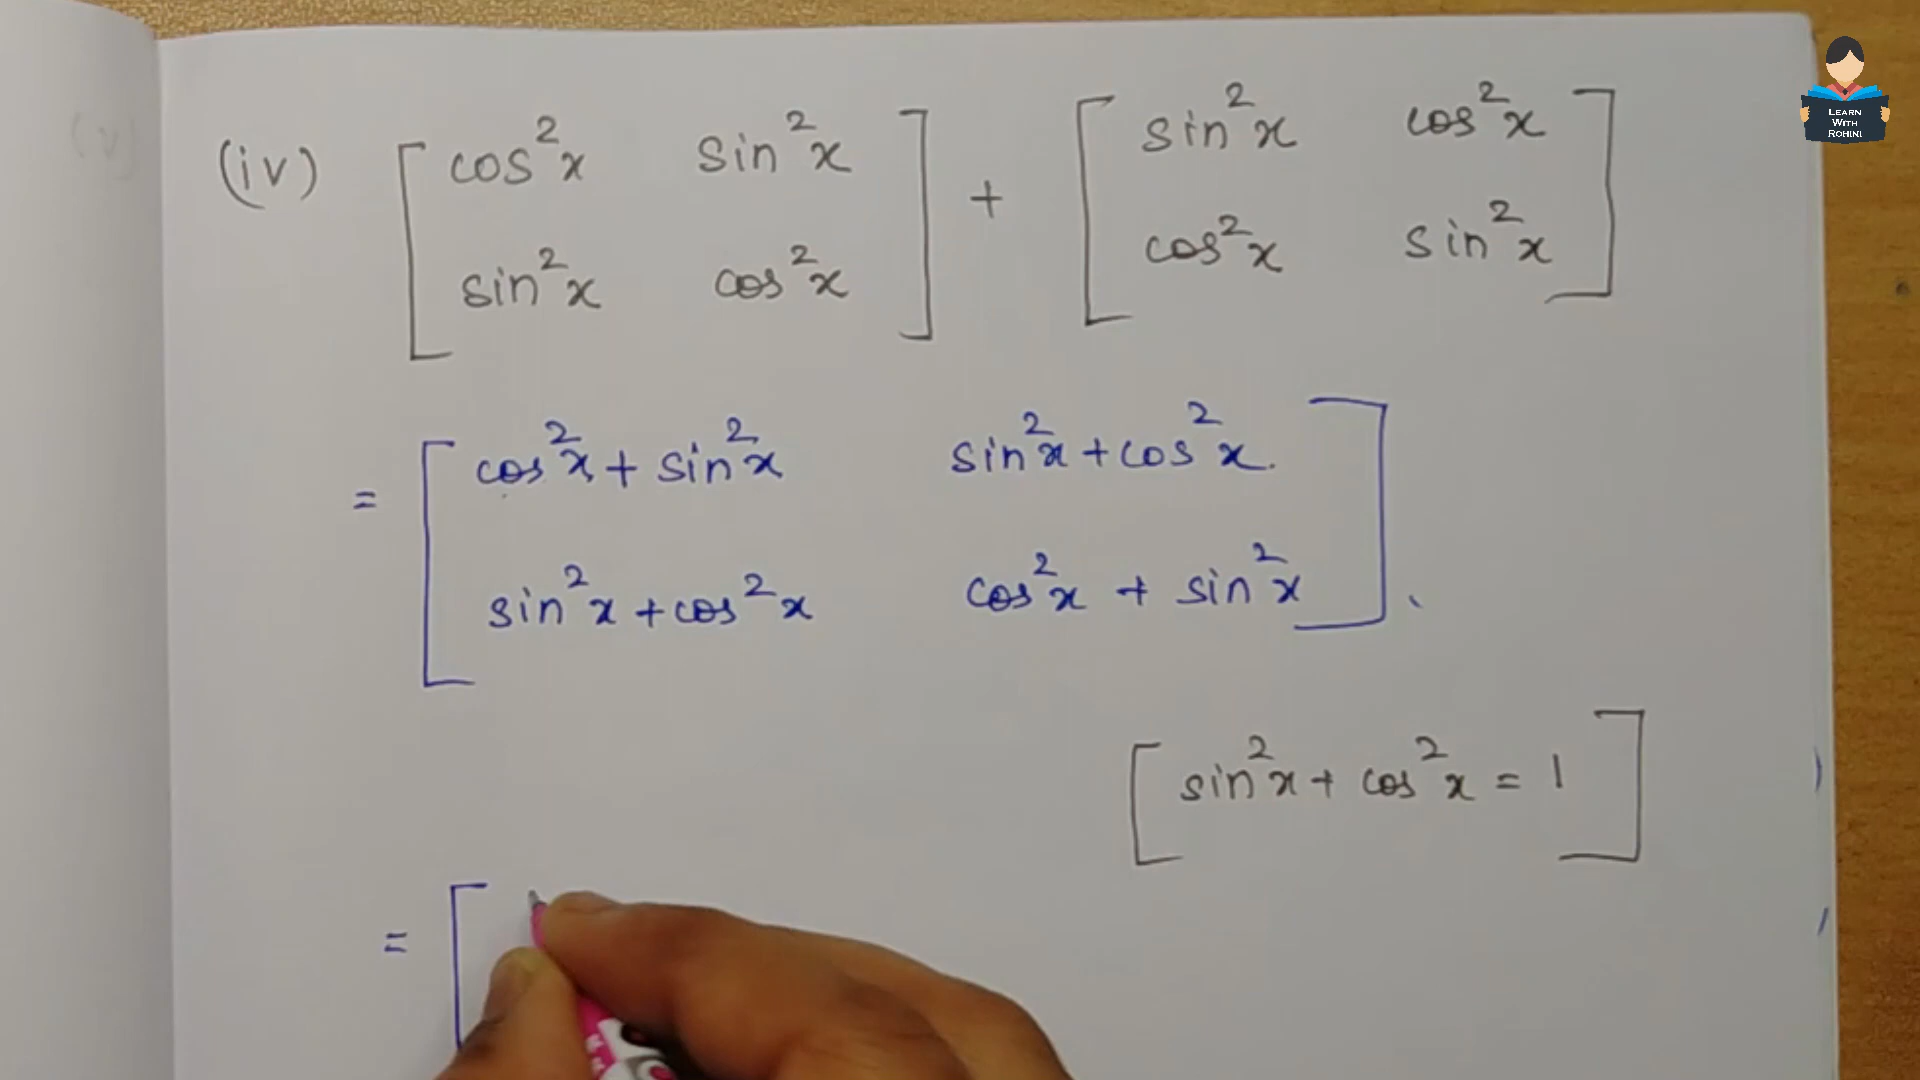 (iv) [ cos²x sin²x ] + [ sin²x cos²x ]
[ sin²x cos²x ] [ cos²x sin²x ]
= [ cos²x + sin²x sin²x + cos²x. ]
[ sin²x + cos²x cos²x + sin²x ] .
[ sin²x + cos²x = 1 ]
= [
LEARN
WITH
ROHINI